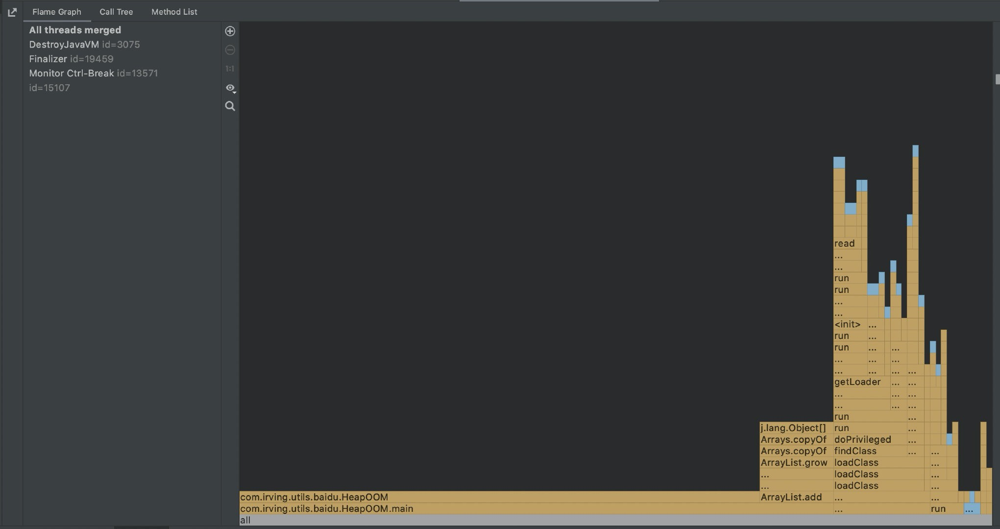 Flame Graph Call Tree Method List
All threads merged
DestroyJavaVM id=3075
Finalizer id=19459
Monitor Ctrl-Break id=13571
id=15107
1:1
read
...
...
run
run
...
...
<init> ...
run ...
run ... ...
... ... ...
... ... ... ...
getLoader ... ...
... ... ...
... ... ...
run ...
j.lang.Object[] run ...
Arrays.copyOf doPrivileged ...
Arrays.copyOf findClass ... ...
ArrayList.grow loadClass ...
... loadClass ...
... loadClass ...
com.irving.utils.baidu.HeapOOM ArrayList.add ... ...
com.irving.utils.baidu.HeapOOM.main ... run ...
all